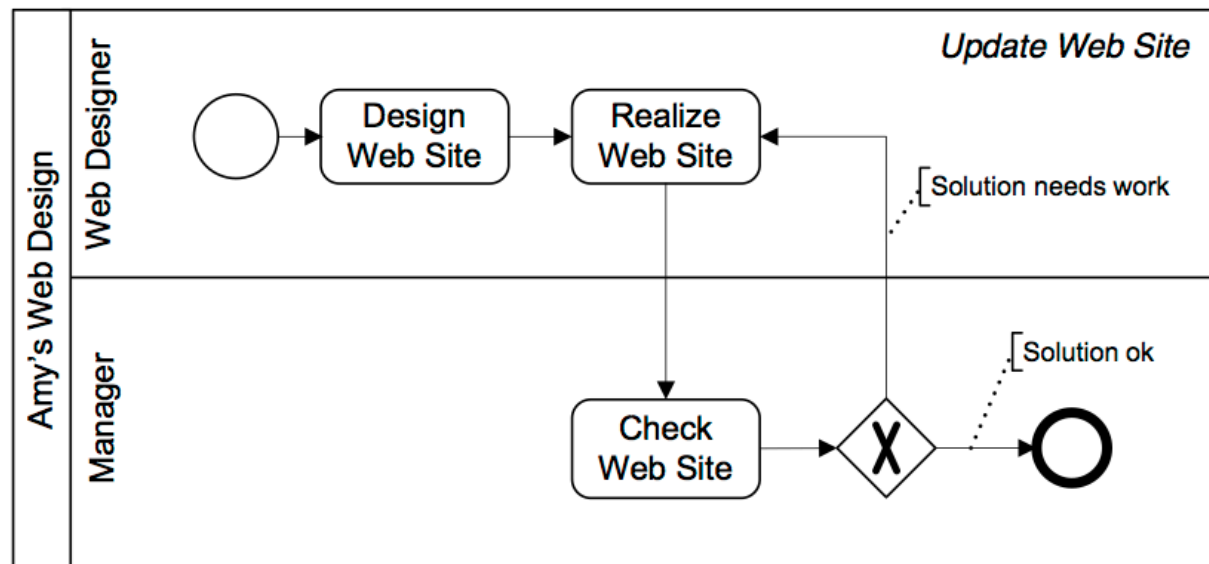 Amy's Web Design
Web Designer
Update Web Site
Design
Web Site
Realize
Web Site
Solution needs work
Manager
Solution ok
Check
Web Site
X